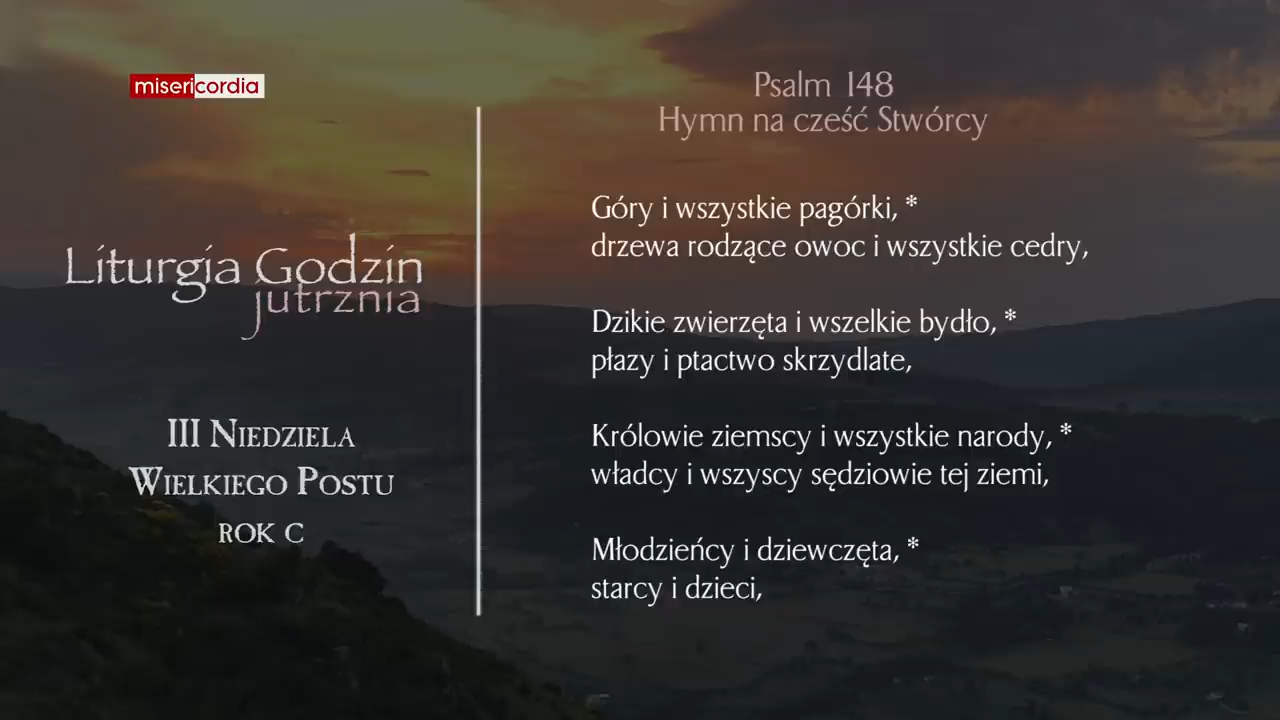 misericordia
Liturgia Godzin
jutrznia
III Niedziela
Wielkiego Postu
rok C
Psalm 148
Hymn na cześć Stwórcy
Góry i wszystkie pagórki, *
drzewa rodzące owoc i wszystkie cedry,
Dzikie zwierzęta i wszelkie bydło, *
płazy i ptactwo skrzydlate,
Królowie ziemscy i wszystkie narody, *
władcy i wszyscy sędziowie tej ziemi,
Młodzieńcy i dziewczęta, *
starcy i dzieci,